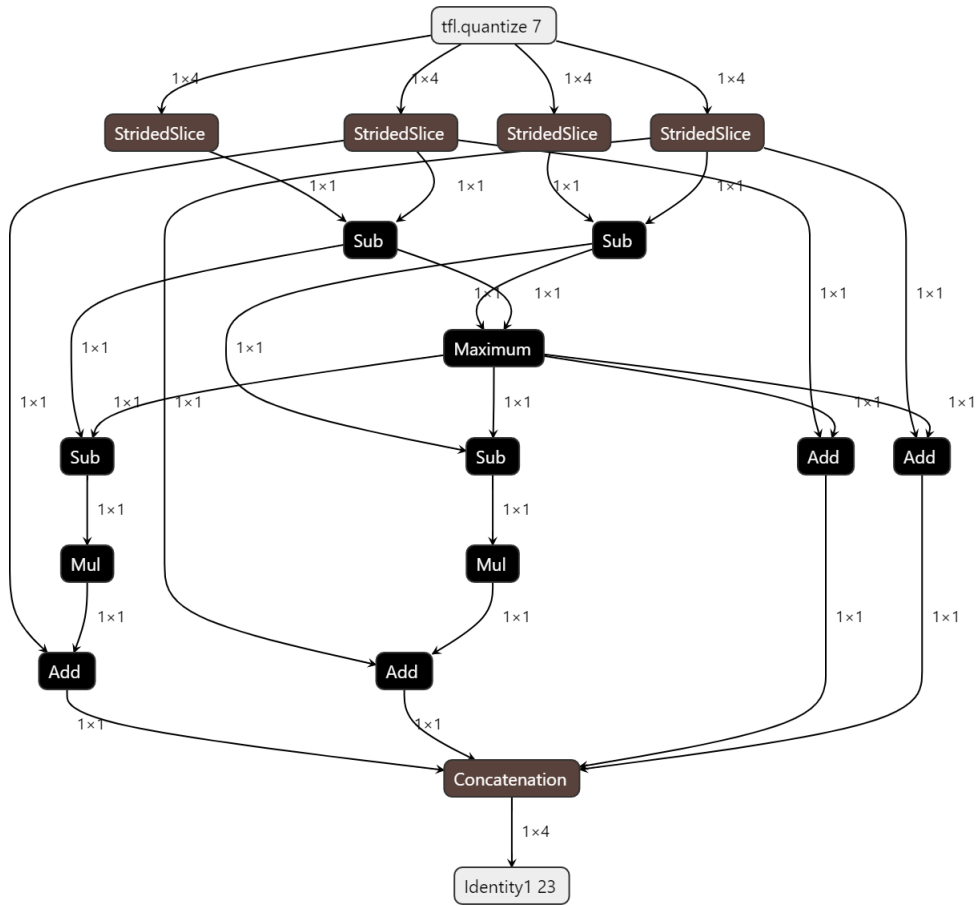 tfl.quantize 7
1×4 1×4 1×4 1×4
StridedSlice StridedSlice StridedSlice StridedSlice
1×1 1×1 1×1 1×1
Sub Sub
1×1 1×1 1×1 1×1
Maximum
1×1 1×1
1×1 1×1 1×1 1×1 1×1 1×1
Sub Sub Add Add
1×1 1×1
Mul Mul
1×1 1×1 1×1 1×1
Add Add
1×1 1×1
Concatenation
1×4
Identity1 23